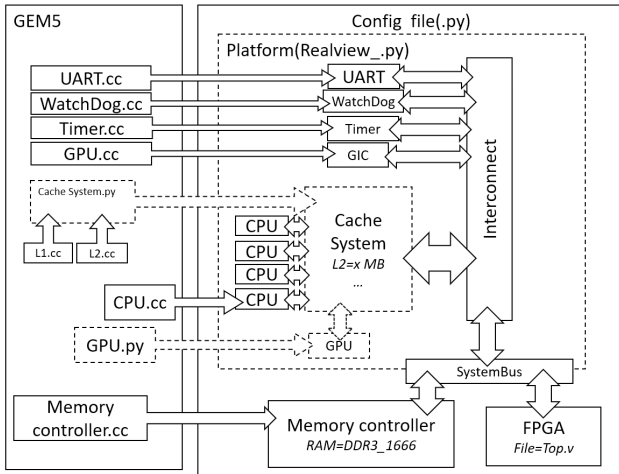 GEM5
Config file(.py)
Platform(Realview_.py)
UART.cc
UART
WatchDog.cc
WatchDog
Timer.cc
Timer
GPU.cc
GIC
Interconnect
Cache System.py
L1.cc
L2.cc
Cache
System
L2=x MB
...
CPU
CPU
CPU
CPU
CPU.cc
GPU.py
GPU
SystemBus
Memory
controller.cc
Memory controller
RAM=DDR3_1666
FPGA
File=Top.v